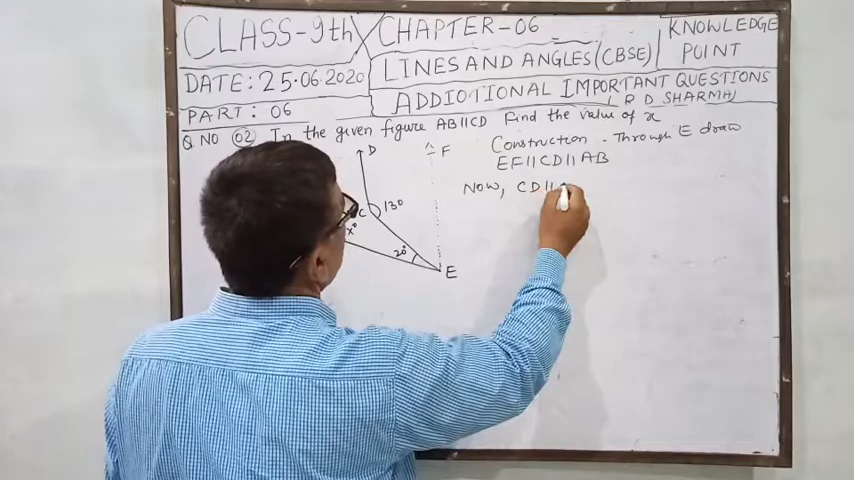 CLASS-9th
CHAPTER-06
KNOWLEDGE
POINT
LINES AND ANGLES (CBSE)
DATE: 25.06.2020
ADDIOTIONAL IMPORTANT QUESTIONS
PART: 06
( R D SHARMA)
Q NO 02 In the given figure AB||CD Find the value of x
Construction - Through E draw
EF||CD||AB
NOW, CD||
D
F
C
130
x°
20°
E